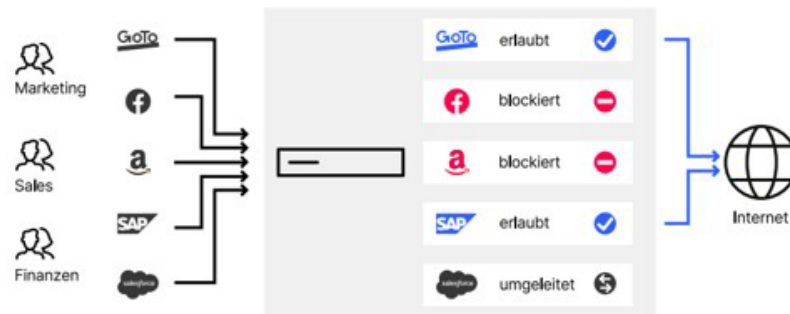 Marketing
Sales
Finanzen
GoTo
f
a
SAP
salesforce
GoTo erlaubt
f blockiert
a blockiert
SAP erlaubt
salesforce umgeleitet
Internet